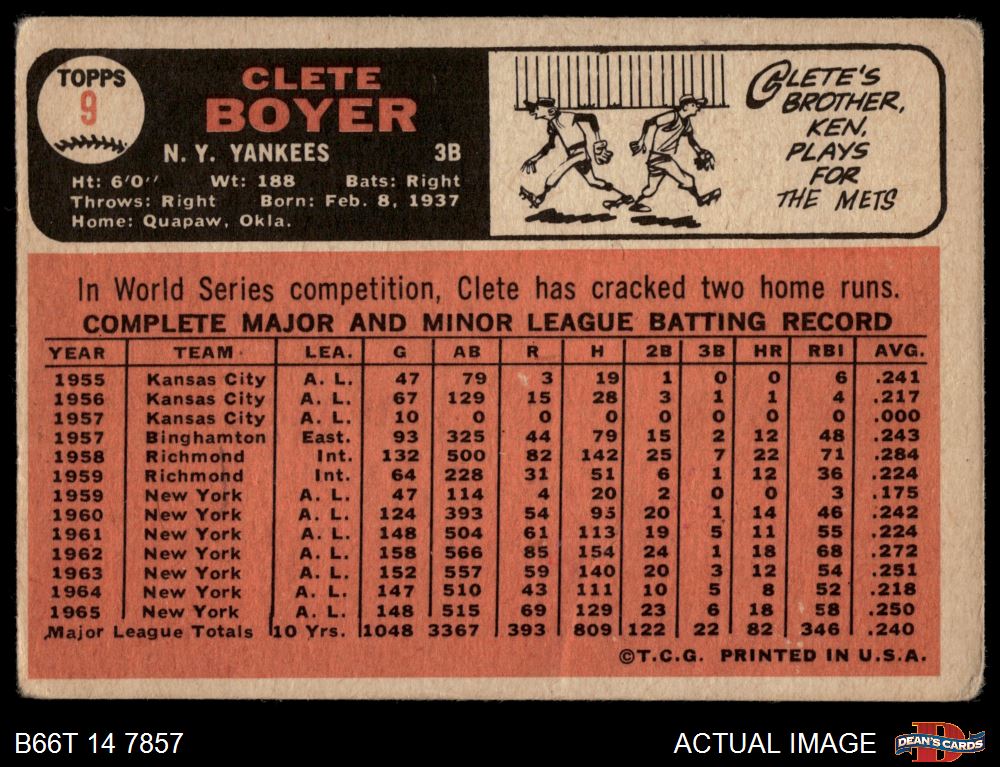 TOPPS
9
CLETE
BOYER
N. Y. YANKEES 3B
Ht: 6'0" Wt: 188 Bats: Right
Throws: Right Born: Feb. 8, 1937
Home: Quapaw, Okla.
CLETE'S
BROTHER,
KEN,
PLAYS
FOR
THE METS
In World Series competition, Clete has cracked two home runs.
COMPLETE MAJOR AND MINOR LEAGUE BATTING RECORD
YEAR TEAM LEA. G AB R H 2B 3B HR RBI AVG.
1955 Kansas City A. L. 47 79 3 19 1 0 0 6 .241
1956 Kansas City A. L. 67 129 15 28 3 1 1 4 .217
1957 Kansas City A. L. 10 0 0 0 0 0 0 0 .000
1957 Binghamton East. 93 325 44 79 15 2 12 48 .243
1958 Richmond Int. 132 500 82 142 25 7 22 71 .284
1959 Richmond Int. 64 228 31 51 6 1 12 36 .224
1959 New York A. L. 47 114 4 20 2 0 0 3 .175
1960 New York A. L. 124 393 54 95 20 1 14 46 .242
1961 New York A. L. 148 504 61 113 19 5 11 55 .224
1962 New York A. L. 158 566 85 154 24 1 18 68 .272
1963 New York A. L. 152 557 59 140 20 3 12 54 .251
1964 New York A. L. 147 510 43 111 10 5 8 52 .218
1965 New York A. L. 148 515 69 129 23 6 18 58 .250
Major League Totals 10 Yrs. 1048 3367 393 809 122 22 82 346 .240
©T.C.G. PRINTED IN U.S.A.
B66T 14 7857
ACTUAL IMAGE
D
DEAN'S CARDS